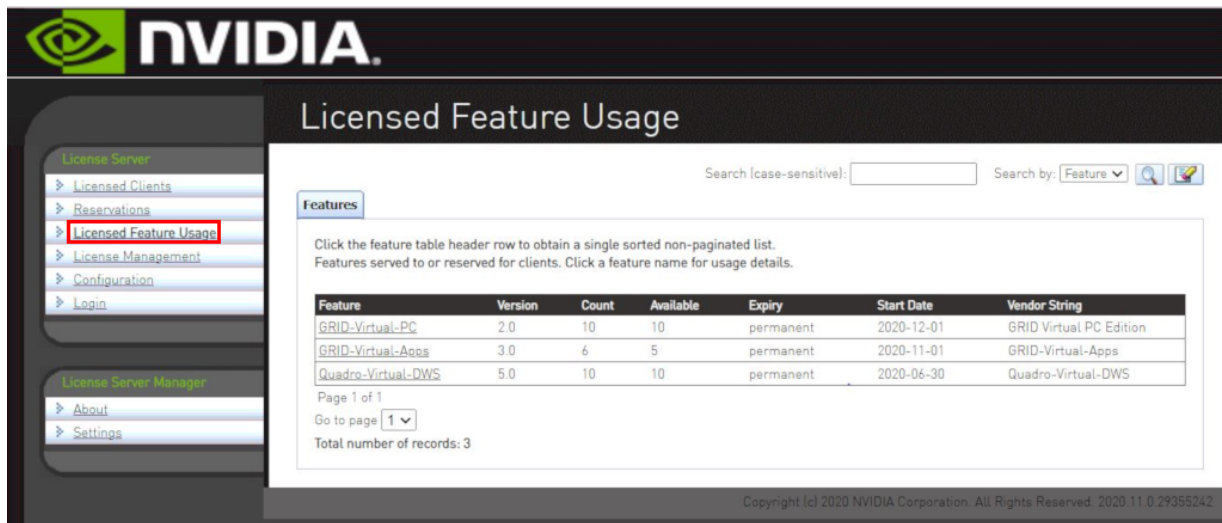 NVIDIA.
Licensed Feature Usage
License Server
Licensed Clients
Reservations
Licensed Feature Usage
License Management
Configuration
Login
License Server Manager
About
Settings
Search (case-sensitive): Search by: Feature
Features
Click the feature table header row to obtain a single sorted non-paginated list.
Features served to or reserved for clients. Click a feature name for usage details.
Feature Version Count Available Expiry Start Date Vendor String
GRID-Virtual-PC 2.0 10 10 permanent 2020-12-01 GRID Virtual PC Edition
GRID-Virtual-Apps 3.0 6 5 permanent 2020-11-01 GRID-Virtual-Apps
Quadro-Virtual-DWS 5.0 10 10 permanent 2020-06-30 Quadro-Virtual-DWS
Page 1 of 1
Go to page 1
Total number of records: 3
Copyright (c) 2020 NVIDIA Corporation. All Rights Reserved. 2020.11.0.29355242